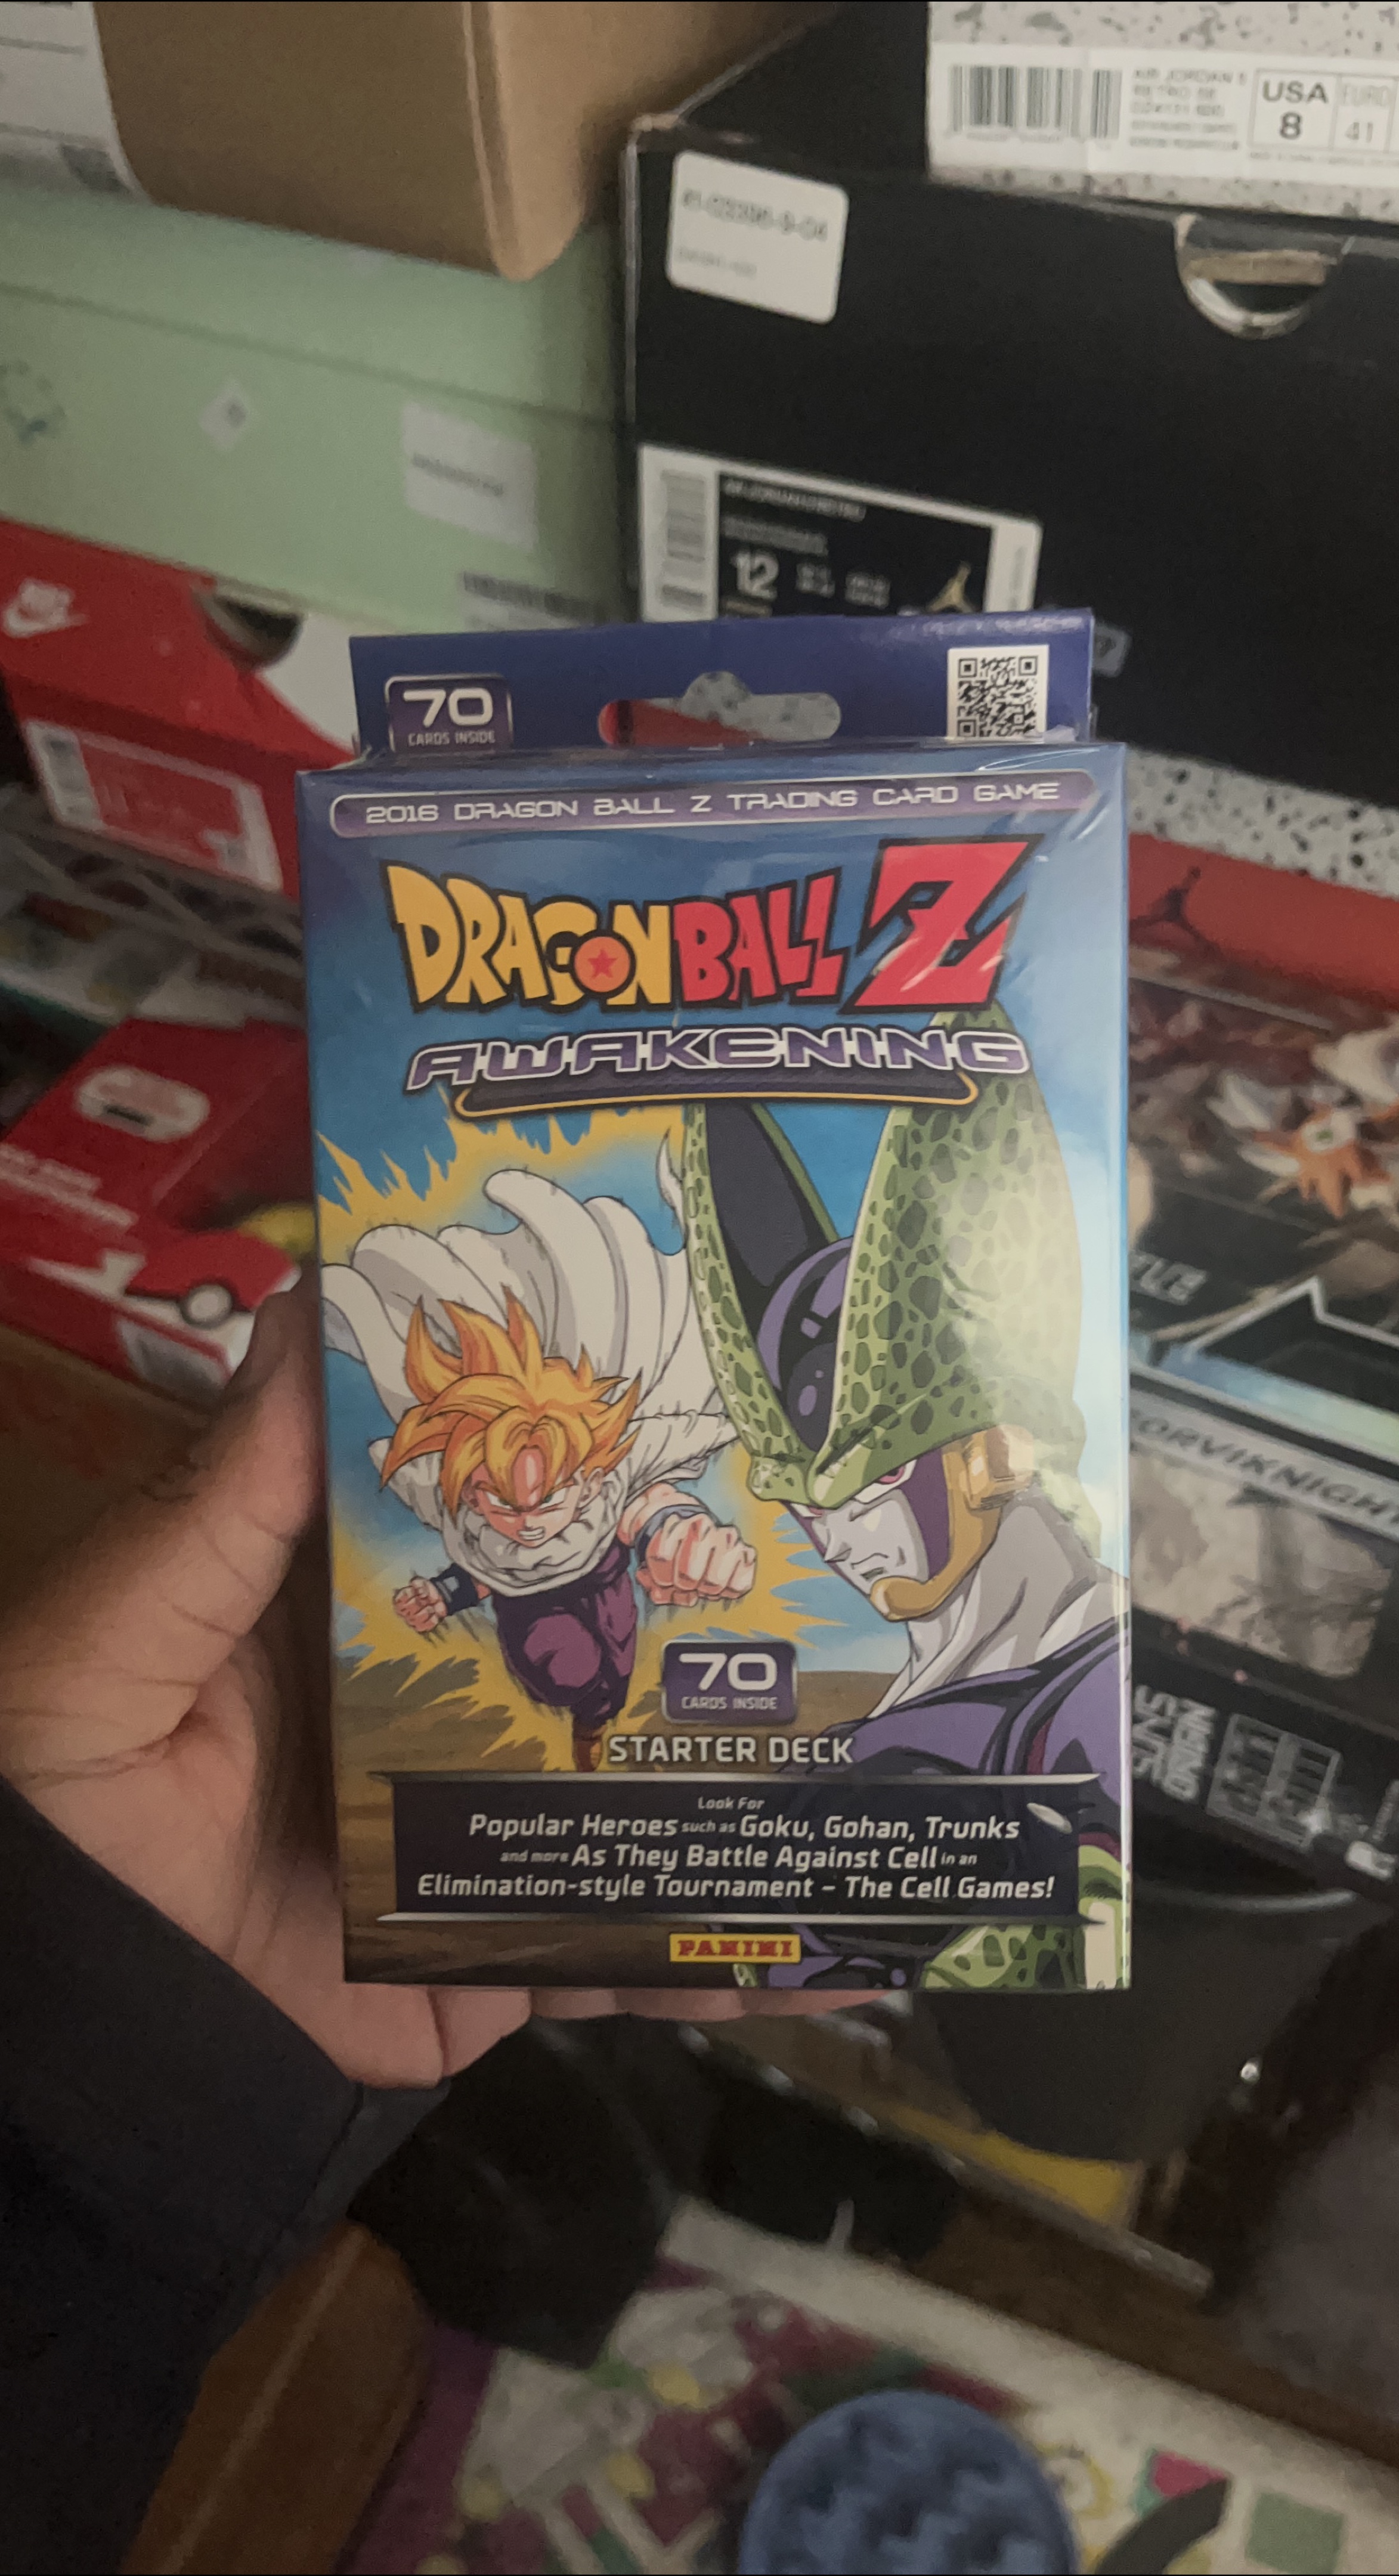 USA
8
41
12
70
CARDS INSIDE
2016 DRAGON BALL Z TRADING CARD GAME
DRAGON BALL Z
AWAKENING
70
CARDS INSIDE
STARTER DECK
Look For
Popular Heroes such as Goku, Gohan, Trunks
and more As They Battle Against Cell in an
Elimination-style Tournament – The Cell Games!
PANINI